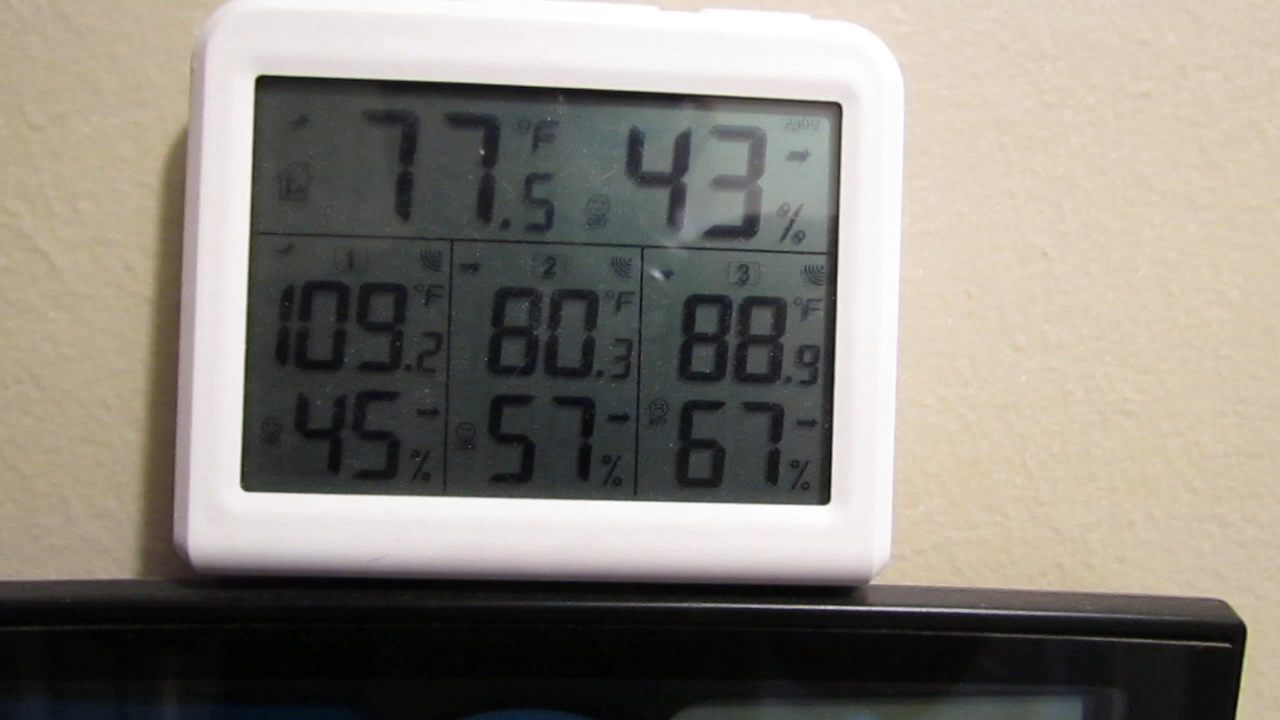 77.5 °F 43 %
1 2 3
109.2 °F 80.3 °F 88.9 °F
45 % 57 % 67 %